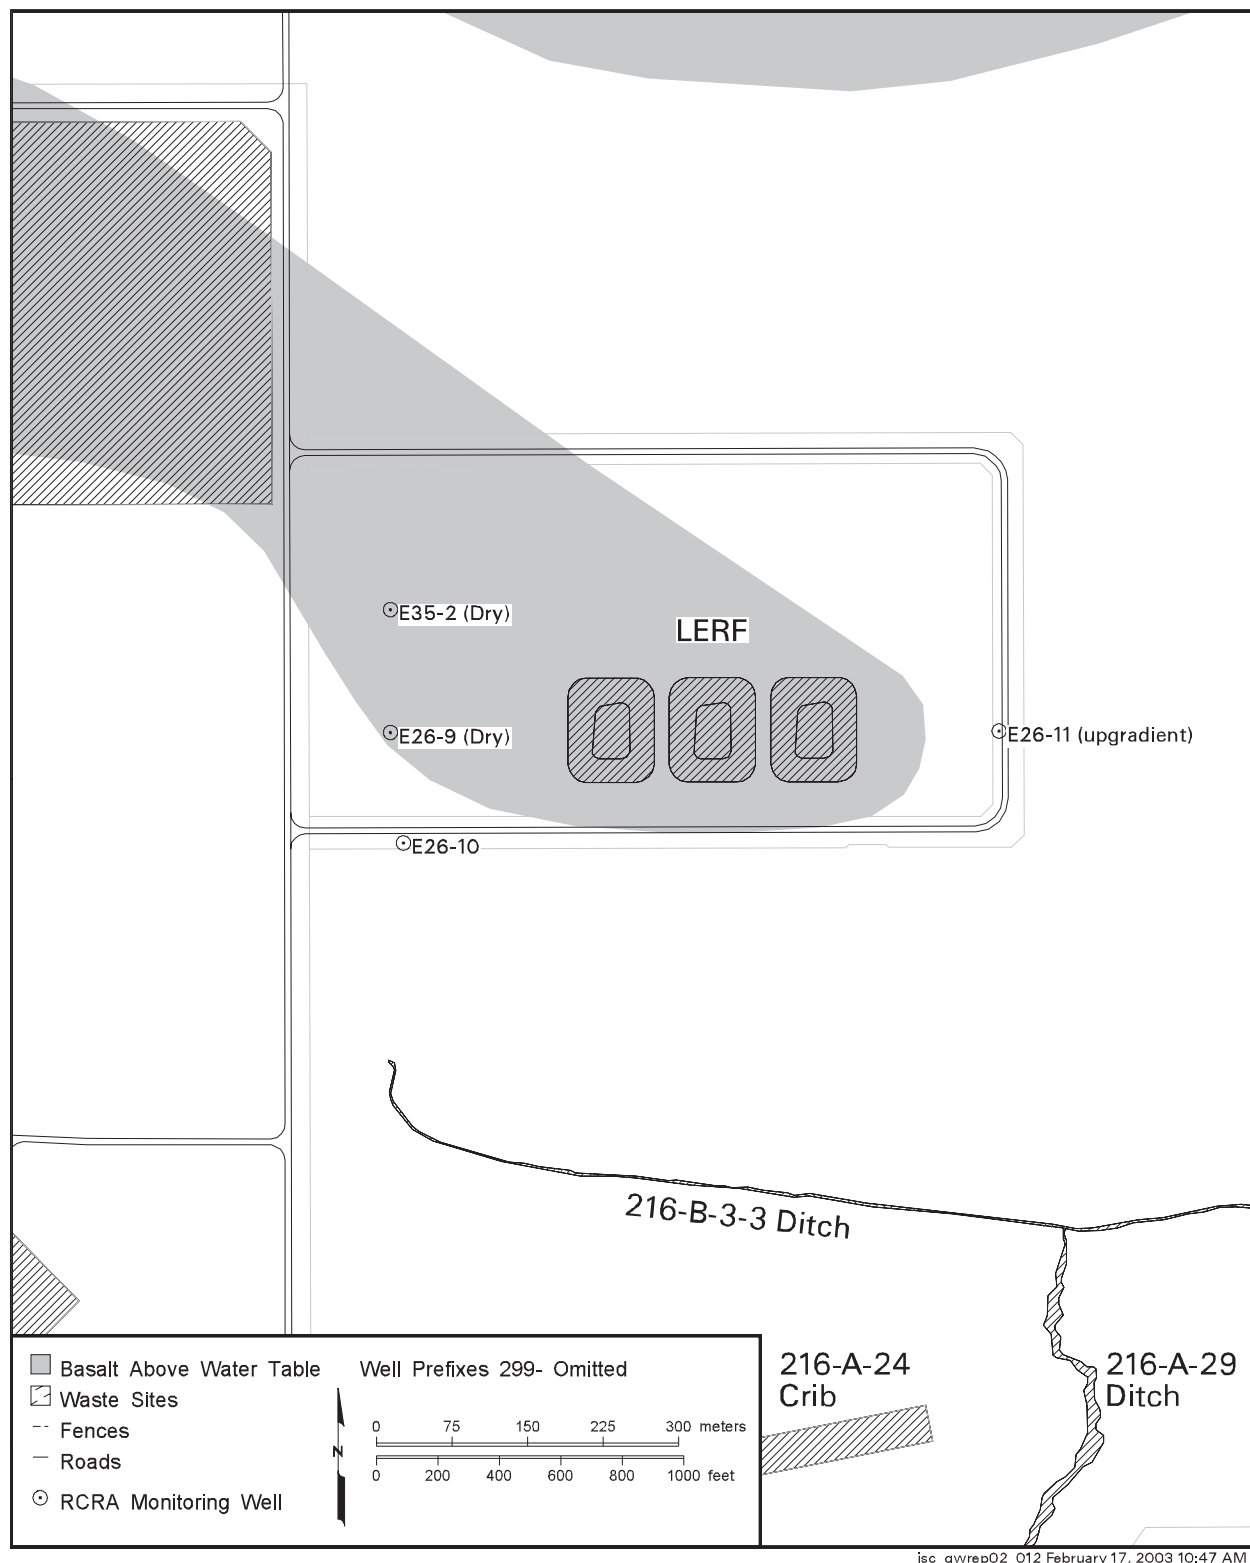 E35-2 (Dry)
LERF
E26-9 (Dry)
E26-11 (upgradient)
E26-10
216-B-3-3 Ditch
216-A-24
Crib
216-A-29
Ditch
Basalt Above Water Table
Waste Sites
Fences
Roads
RCRA Monitoring Well
Well Prefixes 299- Omitted
N
0 75 150 225 300 meters
0 200 400 600 800 1000 feet
jsc_gwrep02_012 February 17, 2003 10:47 AM